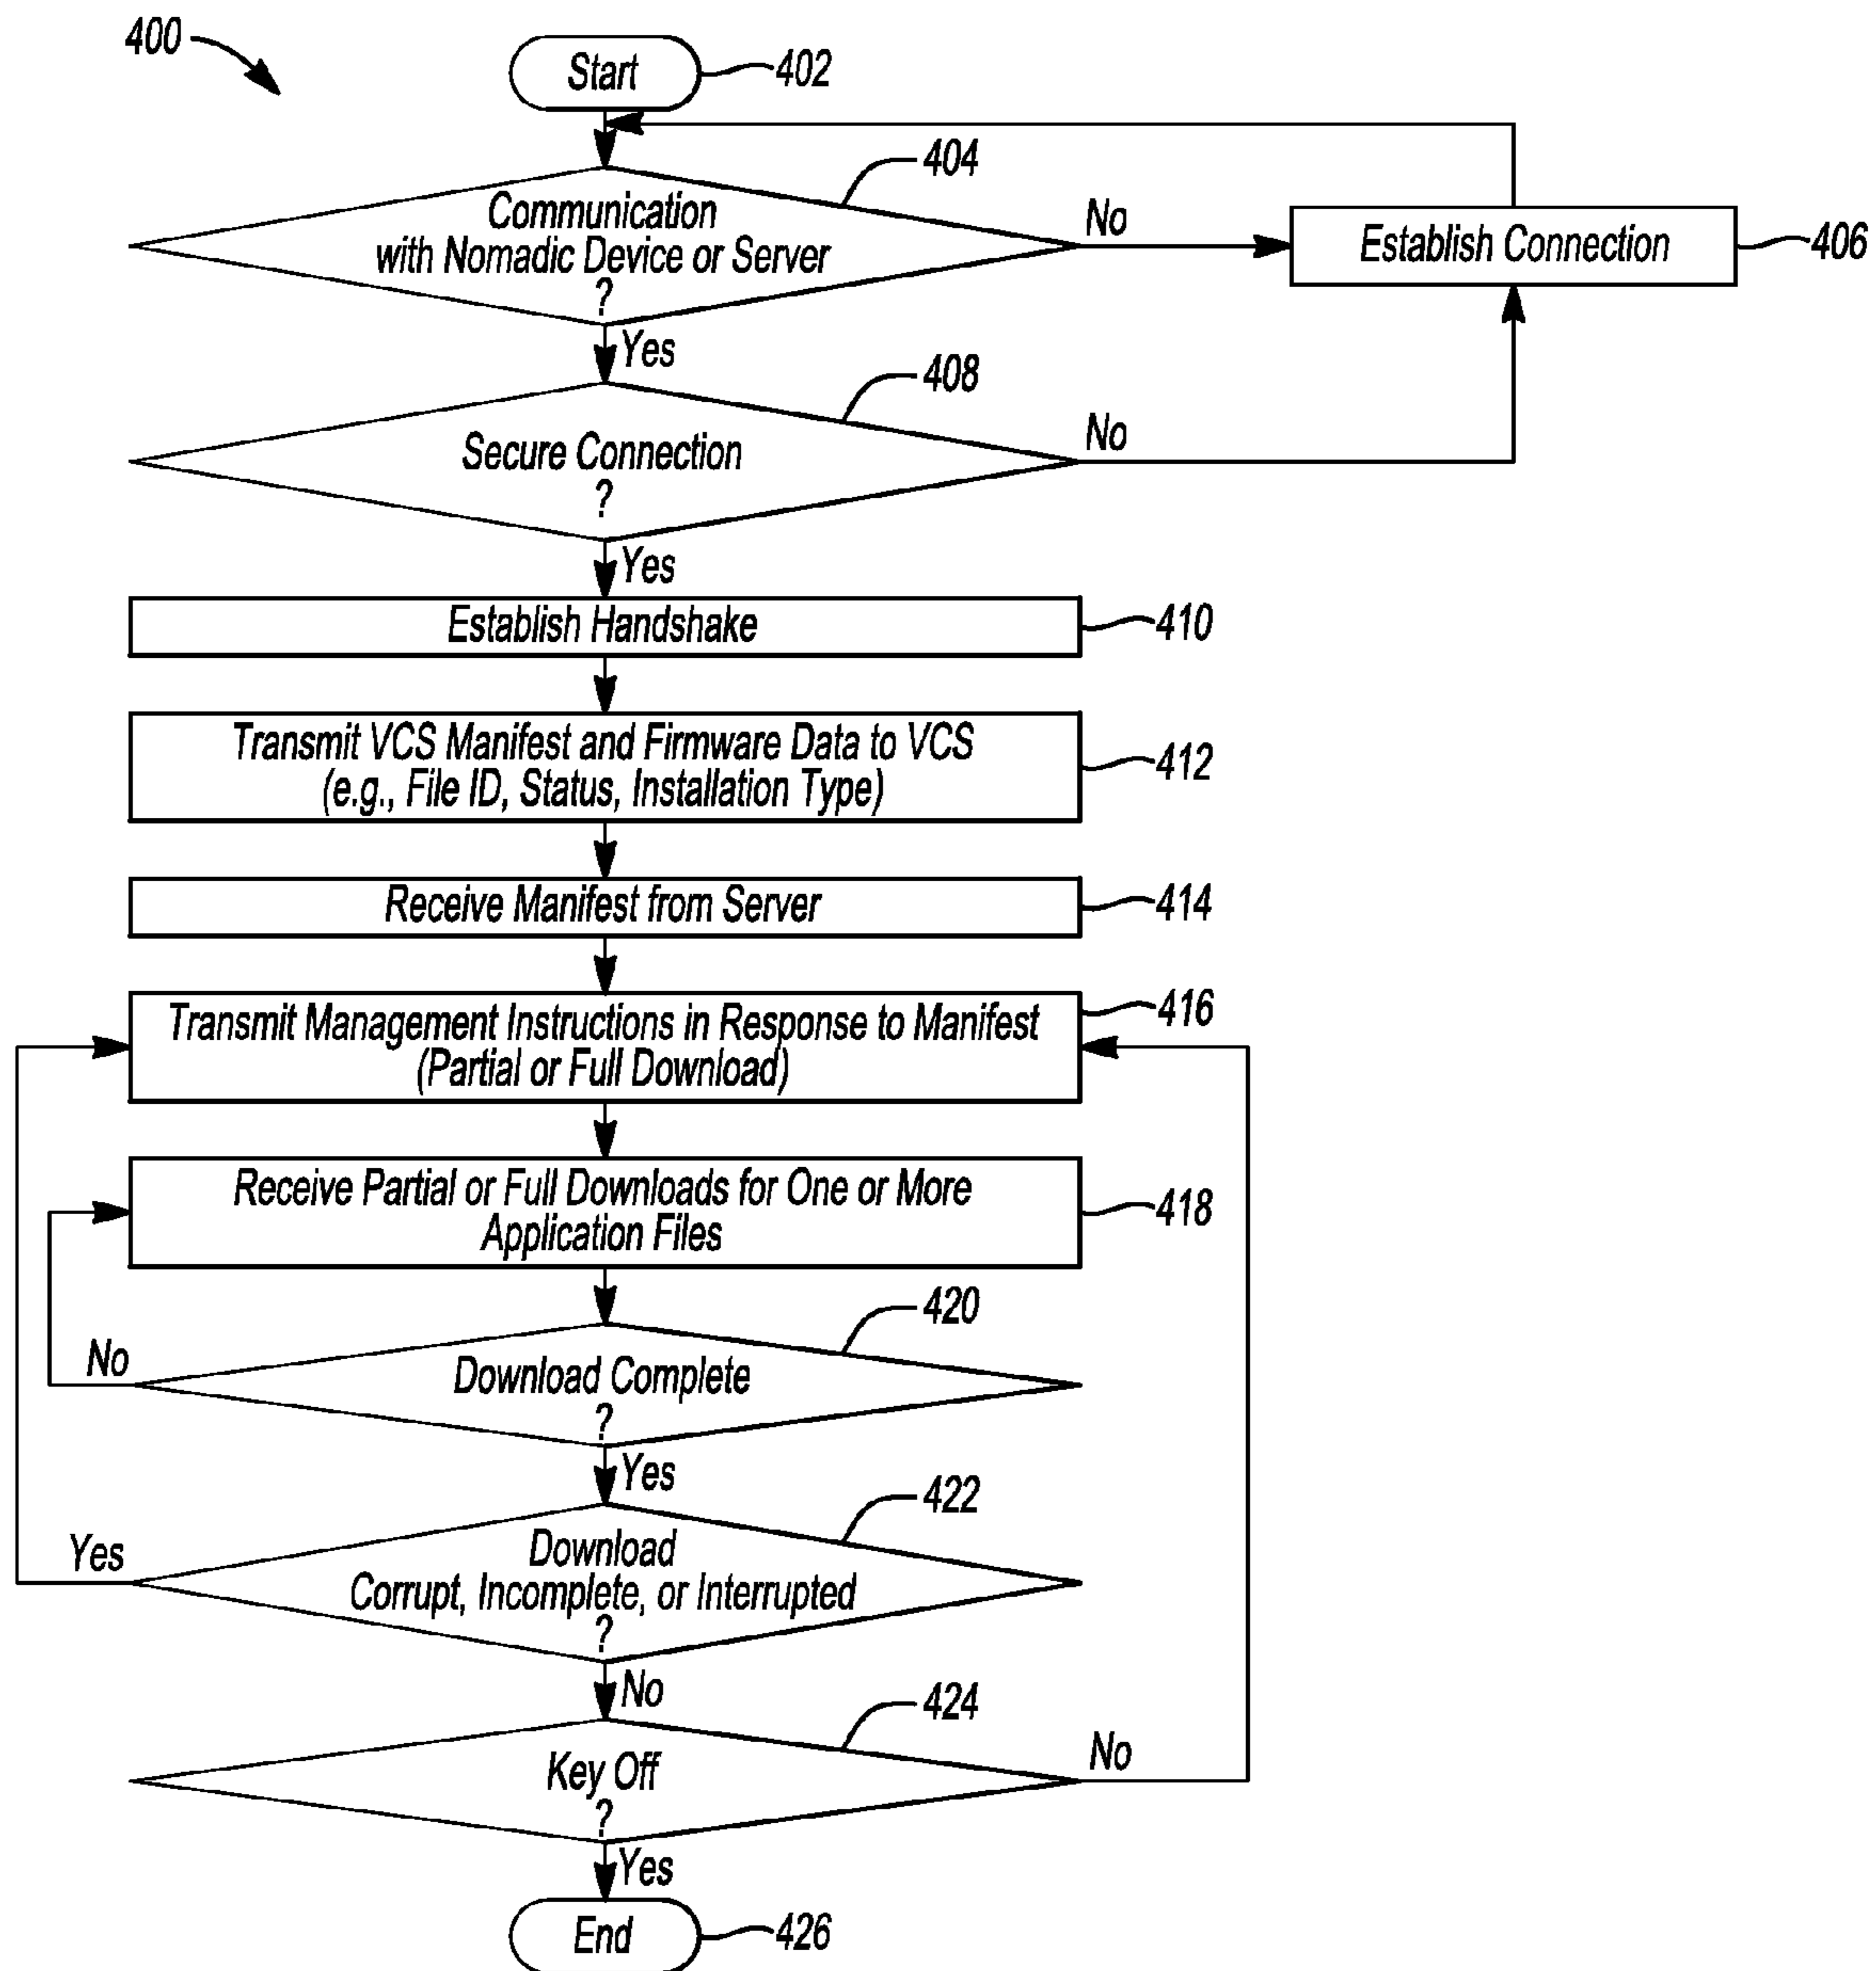 400
Start
402
404
Communication
with Nomadic Device or Server
?
No
Establish Connection
406
Yes
408
Secure Connection
?
No
Yes
Establish Handshake
410
Transmit VCS Manifest and Firmware Data to VCS
(e.g., File ID, Status, Installation Type)
412
Receive Manifest from Server
414
Transmit Management Instructions in Response to Manifest
(Partial or Full Download)
416
Receive Partial or Full Downloads for One or More
Application Files
418
420
No
Download Complete
?
Yes
422
Yes
Download
Corrupt, Incomplete, or Interrupted
?
No
424
Key Off
?
No
Yes
End
426